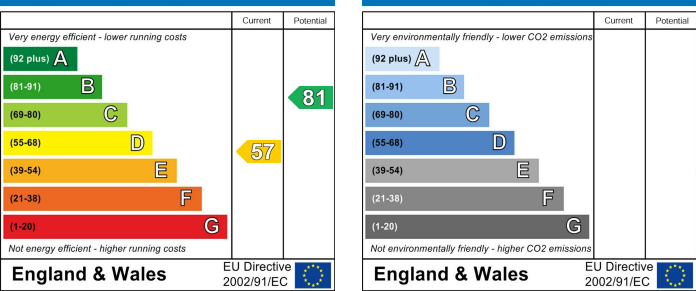 Current Potential
Very energy efficient - lower running costs
(92 plus) A
(81-91) B
81
(69-80) C
(55-68) D
57
(39-54) E
(21-38) F
(1-20) G
Not energy efficient - higher running costs
England & Wales
EU Directive
2002/91/EC
Current Potential
Very environmentally friendly - lower CO2 emissions
(92 plus) A
(81-91) B
(69-80) C
(55-68) D
(39-54) E
(21-38) F
(1-20) G
Not environmentally friendly - higher CO2 emissions
England & Wales
EU Directive
2002/91/EC